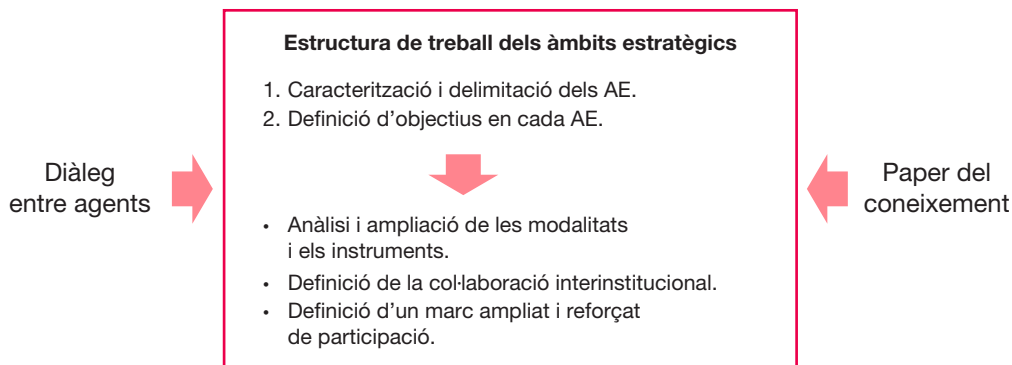 Estructura de treball dels àmbits estratègics
1. Caracterització i delimitació dels AE.
2. Definició d'objectius en cada AE.
Diàleg
entre agents
Paper del
coneixement
• Anàlisi i ampliació de les modalitats
i els instruments.
• Definició de la col·laboració interinstitucional.
• Definició d'un marc ampliat i reforçat
de participació.